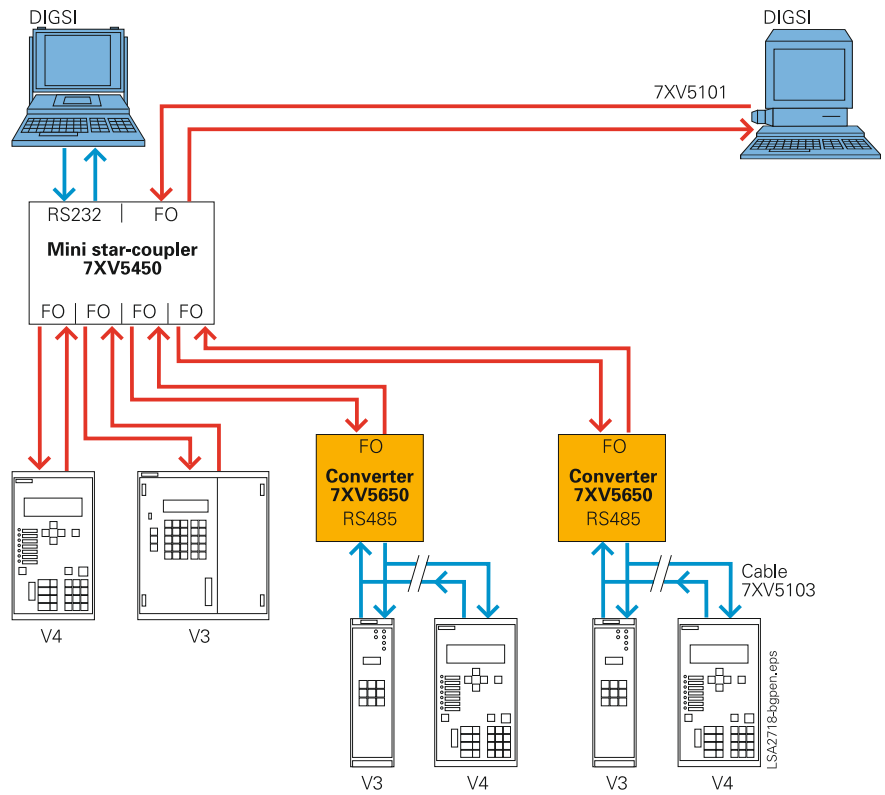 DIGSI
DIGSI
7XV5101
RS232 | FO
Mini star-coupler
7XV5450
FO | FO | FO | FO
FO
Converter
7XV5650
RS485
FO
Converter
7XV5650
RS485
Cable
7XV5103
V4
V3
LSA2718-bgpen.eps
V3
V4
V3
V4